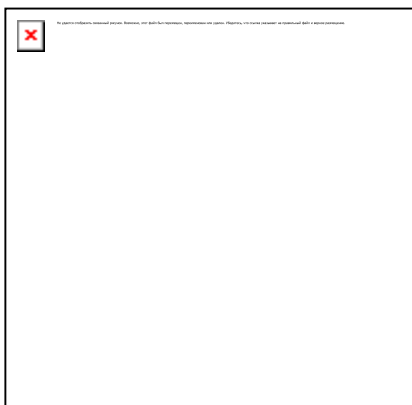 Не удается отобразить связанный рисунок. Возможно, этот файл был перемещен, переименован или удален. Убедитесь, что ссылка указывает на правильный файл и верное размещение.